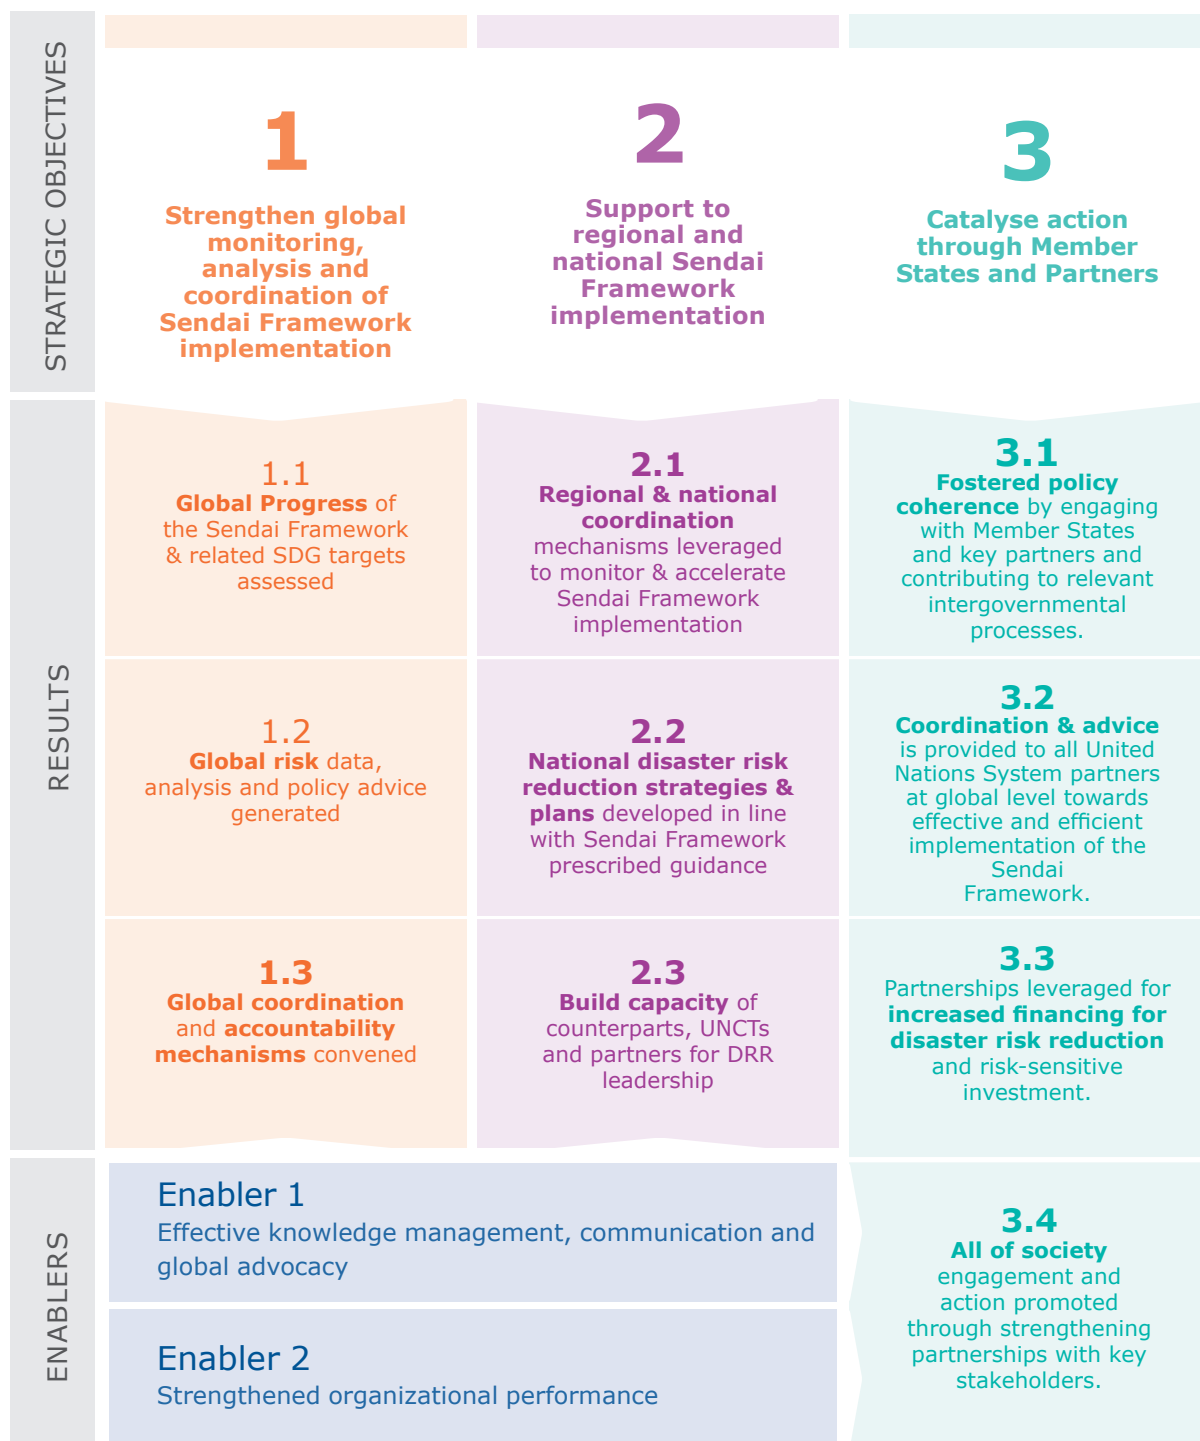 STRATEGIC OBJECTIVES
1
Strengthen global
monitoring,
analysis and
coordination of
Sendai Framework
implementation
2
Support to
regional and
national Sendai
Framework
implementation
3
Catalyse action
through Member
States and Partners
RESULTS
1.1
Global Progress of
the Sendai Framework
& related SDG targets
assessed
2.1
Regional & national
coordination
mechanisms leveraged
to monitor & accelerate
Sendai Framework
implementation
3.1
Fostered policy
coherence by engaging
with Member States
and key partners and
contributing to relevant
intergovernmental
processes.
1.2
Global risk data,
analysis and policy advice
generated
2.2
National disaster risk
reduction strategies &
plans developed in line
with Sendai Framework
prescribed guidance
3.2
Coordination & advice
is provided to all United
Nations System partners
at global level towards
effective and efficient
implementation of the
Sendai
Framework.
1.3
Global coordination
and accountability
mechanisms convened
2.3
Build capacity of
counterparts, UNCTs
and partners for DRR
leadership
3.3
Partnerships leveraged for
increased financing for
disaster risk reduction
and risk-sensitive
investment.
ENABLERS
Enabler 1
Effective knowledge management, communication and
global advocacy
Enabler 2
Strengthened organizational performance
3.4
All of society
engagement and
action promoted
through strengthening
partnerships with key
stakeholders.